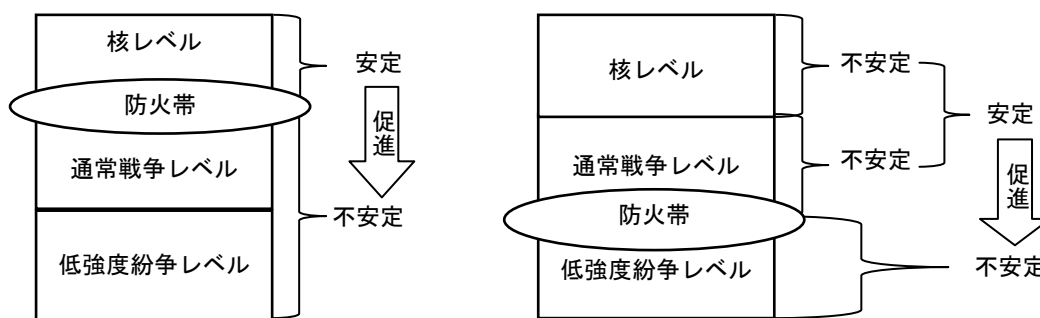 核レベル
安定
防火帯
促進
通常戦争レベル
不安定
低強度紛争レベル
核レベル
不安定
安定
通常戦争レベル
不安定
促進
防火帯
低強度紛争レベル
不安定